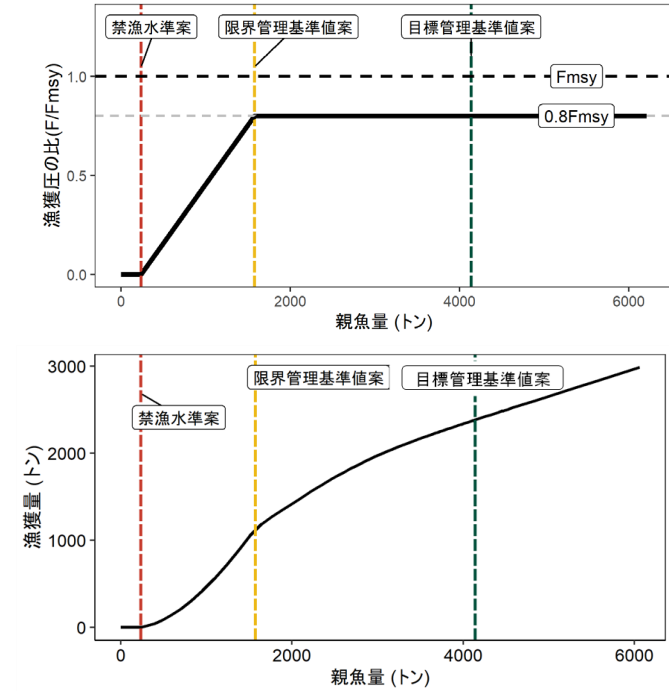 禁漁水準案
限界管理基準値案
目標管理基準値案
漁獲圧の比(F/Fmsy)
1.0
0.5
0.0
Fmsy
0.8Fmsy
0
2000
4000
6000
親魚量 (トン)
限界管理基準値案
目標管理基準値案
禁漁水準案
漁獲量 (トン)
3000
2000
1000
0
0
2000
4000
6000
親魚量 (トン)